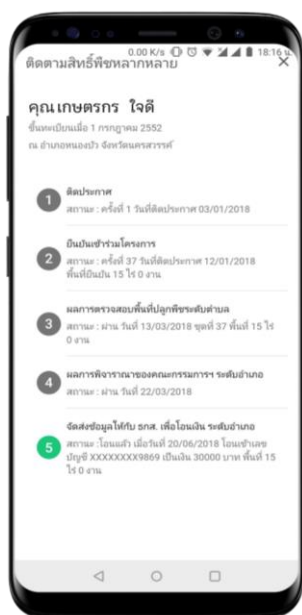 0.00 K/s 18:16 น.
ติดตามสิทธิ์พืชหลากหลาย
คุณเกษตรกร ใจดี
ขึ้นทะเบียนเมื่อ 1 กรกฎาคม 2552
ณ อำเภอหนองบัว จังหวัดนครสวรรค์
1 ติดประกาศ
สถานะ : ครั้งที่ 1 วันที่ติดประกาศ 03/01/2018
2 ยืนยันเข้าร่วมโครงการ
สถานะ : ครั้งที่ 37 วันที่ติดประกาศ 12/01/2018
พื้นที่ยืนยัน 15 ไร่ 0 งาน
3 ผลการตรวจสอบพื้นที่ปลูกพืชระดับตำบล
สถานะ : ผ่าน วันที่ 13/03/2018 ชุดที่ 37 พื้นที่ 15 ไร่
0 งาน
4 ผลการพิจารณาของคณะกรรมการฯ ระดับอำเภอ
สถานะ : ผ่าน วันที่ 22/03/2018
5 จัดส่งข้อมูลให้กับ ธกส. เพื่อโอนเงิน ระดับอำเภอ
สถานะ :โอนแล้ว เมื่อวันที่ 20/06/2018 โอนเข้าเลข
บัญชี XXXXXXXX9869 เป็นเงิน 30000 บาท พื้นที่ 15
ไร่ 0 งาน